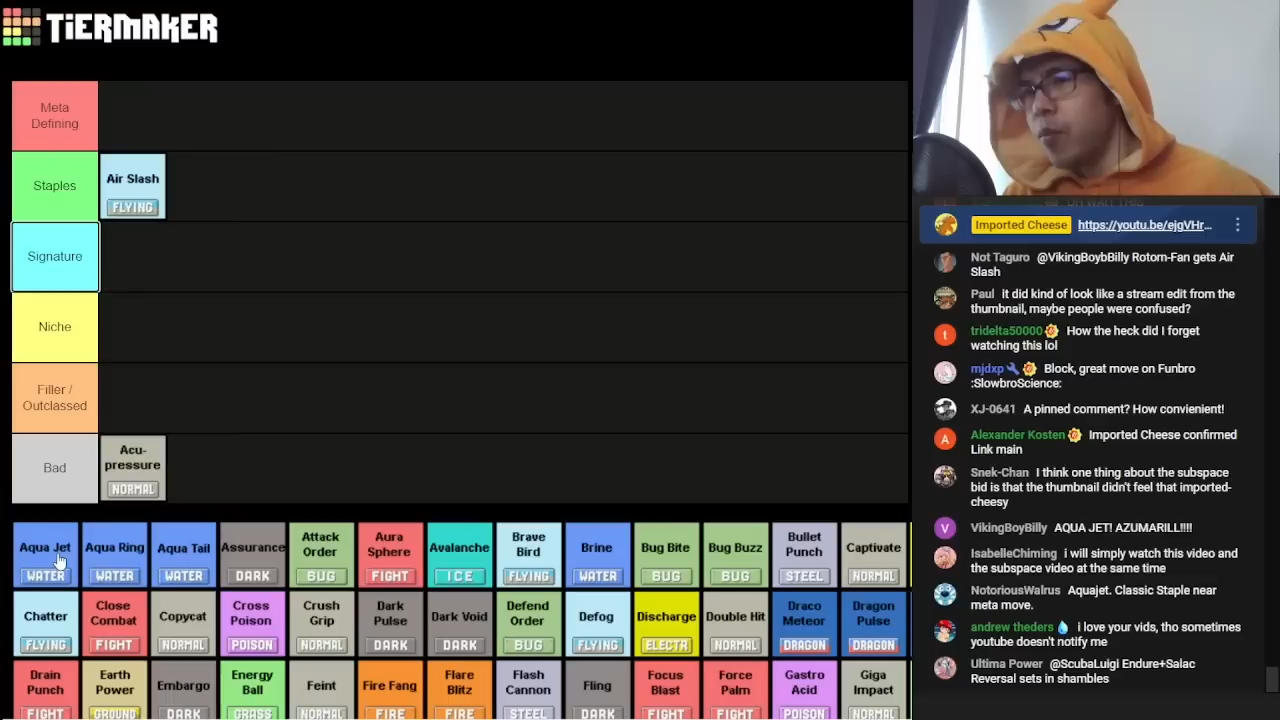 TiERMAKER
Meta
Defining
Staples
Air Slash
FLYING
Signature
Niche
Filler /
Outclassed
Bad
Acu-
pressure
NORMAL
Aqua Jet
WATER
Aqua Ring
WATER
Aqua Tail
WATER
Assurance
DARK
Attack
Order
BUG
Aura
Sphere
FIGHT
Avalanche
ICE
Brave
Bird
FLYING
Brine
WATER
Bug Bite
BUG
Bug Buzz
BUG
Bullet
Punch
STEEL
Captivate
NORMAL
Chatter
FLYING
Close
Combat
FIGHT
Copycat
NORMAL
Cross
Poison
POISON
Crush
Grip
NORMAL
Dark
Pulse
DARK
Dark Void
DARK
Defend
Order
BUG
Defog
FLYING
Discharge
ELECTR
Double Hit
NORMAL
Draco
Meteor
DRAGON
Dragon
Pulse
DRAGON
Drain
Punch
FIGHT
Earth
Power
GROUND
Embargo
DARK
Energy
Ball
GRASS
Feint
NORMAL
Fire Fang
FIRE
Flare
Blitz
FIRE
Flash
Cannon
STEEL
Fling
DARK
Focus
Blast
FIGHT
Force
Palm
FIGHT
Gastro
Acid
POISON
Giga
Impact
NORMAL
OH WAIT THIS
Imported Cheese https://youtu.be/ejgVHr...
Not Taguro @VikingBoybBilly Rotom-Fan gets Air
Slash
Paul it did kind of look like a stream edit from the
thumbnail, maybe people were confused?
tridelta50000 How the heck did I forget
watching this lol
mjdxp Block, great move on Funbro
:SlowbroScience:
XJ-0641 A pinned comment? How convienient!
A Alexander Kosten Imported Cheese confirmed
Link main
Snek-Chan I think one thing about the subspace
bid is that the thumbnail didn't feel that imported-
cheesy
V VikingBoyBilly AQUA JET! AZUMARILL!!!!
IsabelleChiming i will simply watch this video and
the subspace video at the same time
NotoriousWalrus Aquajet. Classic Staple near
meta move.
andrew theders i love your vids, tho sometimes
youtube doesn't notify me
Ultima Power @ScubaLuigi Endure+Salac
Reversal sets in shambles